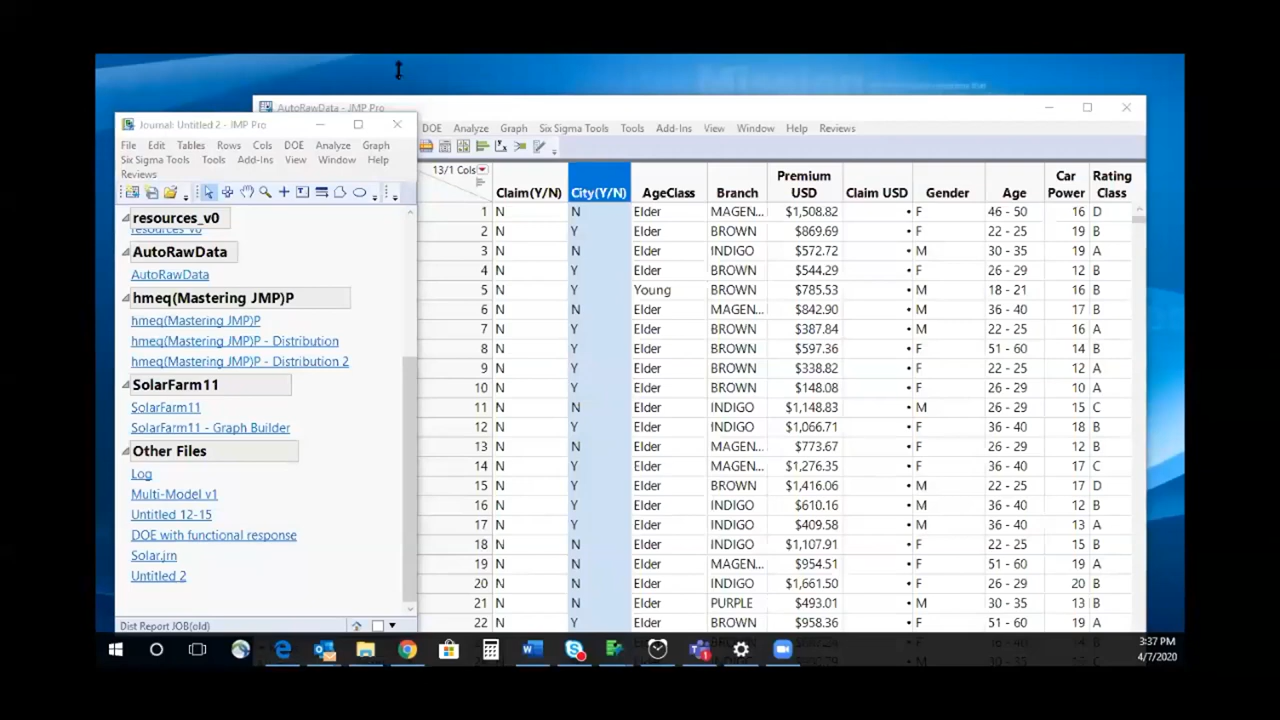 AutoRawData - JMP Pro
Journal: Untitled 2 - JMP Pro
File Edit Tables Rows Cols DOE Analyze Graph
Six Sigma Tools Tools Add-Ins View Window Help
Reviews
resources_v0
resources_v0
AutoRawData
AutoRawData
hmeq(Mastering JMP)P
hmeq(Mastering JMP)P
hmeq(Mastering JMP)P - Distribution
hmeq(Mastering JMP)P - Distribution 2
SolarFarm11
SolarFarm11
SolarFarm11 - Graph Builder
Other Files
Log
Multi-Model v1
Untitled 12-15
DOE with functional response
Solar.jrn
Untitled 2
Dist Report JOB(old)
DOE Analyze Graph Six Sigma Tools Tools Add-Ins View Window Help Reviews
13/1 Cols
Claim(Y/N) City(Y/N) AgeClass Branch Premium USD Claim USD Gender Age Car Power Rating Class
1 N N Elder MAGEN... $1,508.82 • F 46 - 50 16 D
2 N Y Elder BROWN $869.69 • F 22 - 25 19 B
3 N N Elder INDIGO $572.72 • M 30 - 35 19 A
4 N Y Elder BROWN $544.29 • F 26 - 29 12 B
5 N Y Young BROWN $785.53 • M 18 - 21 16 B
6 N N Elder MAGEN... $842.90 • M 36 - 40 17 B
7 N Y Elder BROWN $387.84 • M 22 - 25 16 A
8 N Y Elder BROWN $597.36 • F 51 - 60 14 B
9 N Y Elder BROWN $338.82 • M 22 - 25 12 A
10 N Y Elder BROWN $148.08 • F 26 - 29 10 A
11 N N Elder INDIGO $1,148.83 • M 26 - 29 15 C
12 N Y Elder INDIGO $1,066.71 • F 36 - 40 18 B
13 N N Elder MAGEN... $773.67 • F 26 - 29 12 B
14 N Y Elder MAGEN... $1,276.35 • F 36 - 40 17 C
15 N Y Elder BROWN $1,416.06 • M 22 - 25 17 D
16 N Y Elder INDIGO $610.16 • M 36 - 40 12 B
17 N Y Elder INDIGO $409.58 • M 36 - 40 13 A
18 N N Elder INDIGO $1,107.91 • F 22 - 25 15 B
19 N N Elder MAGEN... $954.51 • F 51 - 60 19 A
20 N N Elder INDIGO $1,661.50 • F 26 - 29 20 B
21 N N Elder PURPLE $493.01 • M 30 - 35 13 B
22 N Y Elder BROWN $958.36 • F 51 - 60 19 A
3:37 PM
4/7/2020